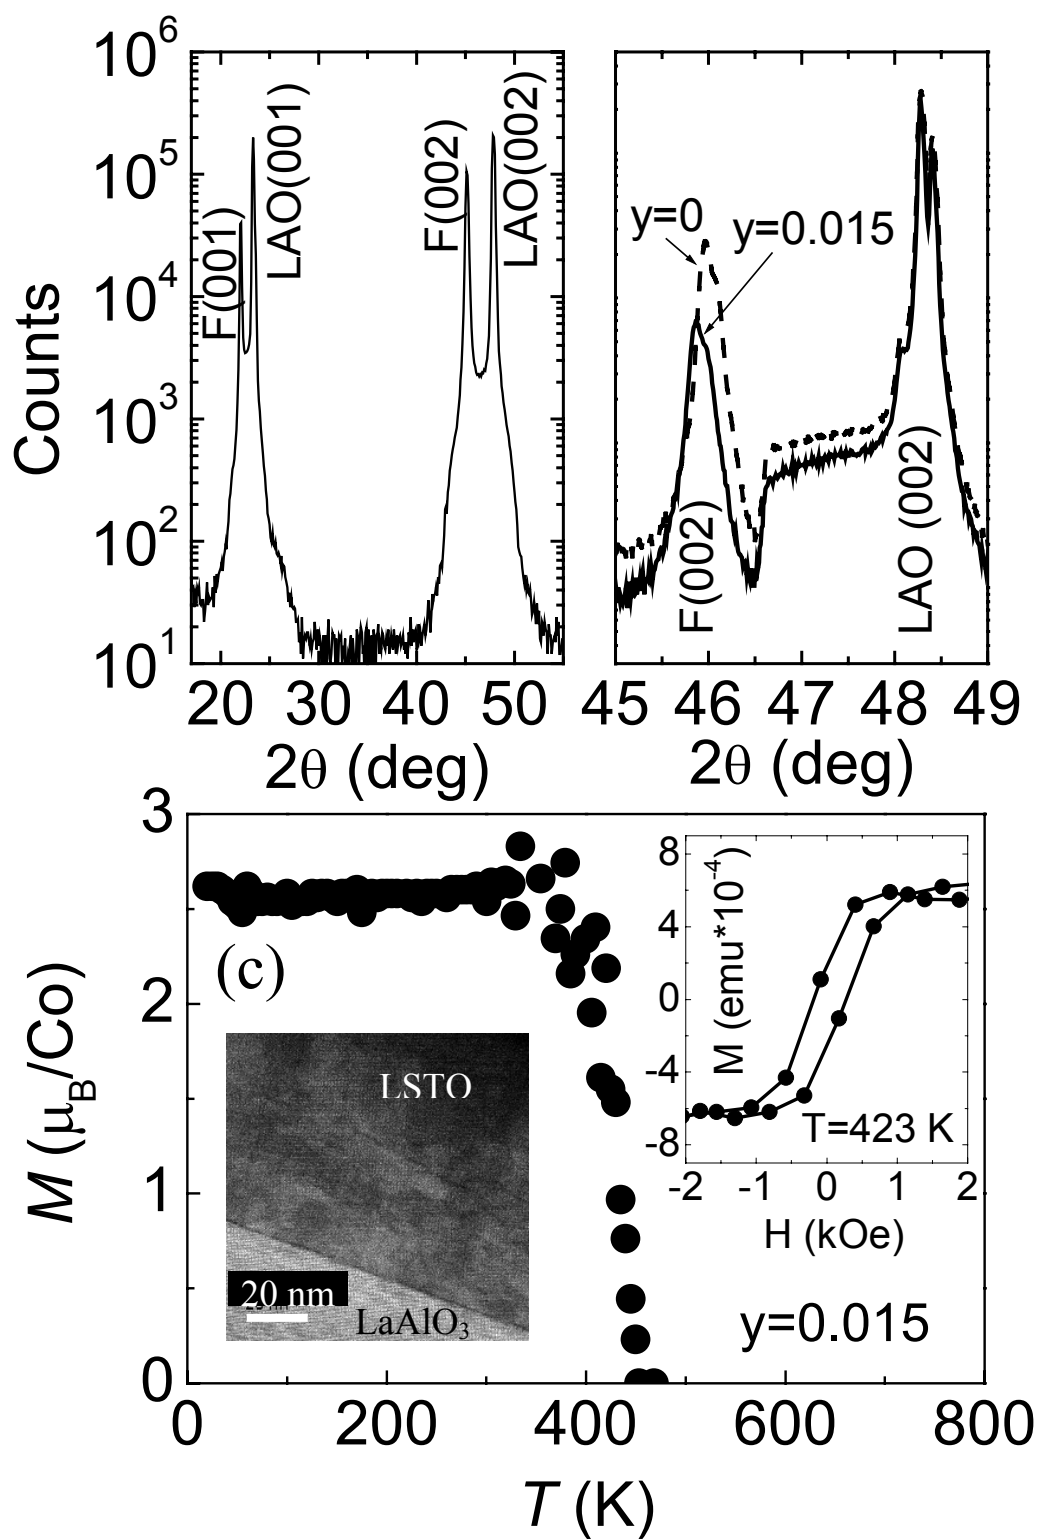 10^6
10^5
10^4
10^3
10^2
10^1
Counts
F(001)
LAO(001)
F(002)
LAO(002)
20 30 40 50
2θ (deg)
y=0
y=0.015
F(002)
LAO (002)
45 46 47 48 49
2θ (deg)
3
2
1
0
M (μ_B/Co)
(c)
LSTO
20 nm
LaAlO₃
8
4
0
-4
-8
M (emu*10^-4)
T=423 K
-2 -1 0 1 2
H (kOe)
y=0.015
0 200 400 600 800
T (K)